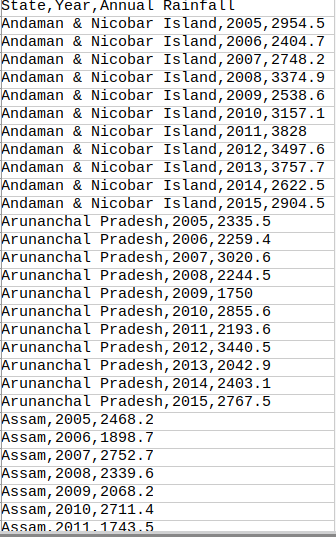 State,Year,Annual Rainfall
Andaman & Nicobar Island,2005,2954.5
Andaman & Nicobar Island,2006,2404.7
Andaman & Nicobar Island,2007,2748.2
Andaman & Nicobar Island,2008,3374.9
Andaman & Nicobar Island,2009,2538.6
Andaman & Nicobar Island,2010,3157.1
Andaman & Nicobar Island,2011,3828
Andaman & Nicobar Island,2012,3497.6
Andaman & Nicobar Island,2013,3757.7
Andaman & Nicobar Island,2014,2622.5
Andaman & Nicobar Island,2015,2904.5
Arunanchal Pradesh,2005,2335.5
Arunanchal Pradesh,2006,2259.4
Arunanchal Pradesh,2007,3020.6
Arunanchal Pradesh,2008,2244.5
Arunanchal Pradesh,2009,1750
Arunanchal Pradesh,2010,2855.6
Arunanchal Pradesh,2011,2193.6
Arunanchal Pradesh,2012,3440.5
Arunanchal Pradesh,2013,2042.9
Arunanchal Pradesh,2014,2403.1
Arunanchal Pradesh,2015,2767.5
Assam,2005,2468.2
Assam,2006,1898.7
Assam,2007,2752.7
Assam,2008,2339.6
Assam,2009,2068.2
Assam,2010,2711.4
Assam,2011,1743.5